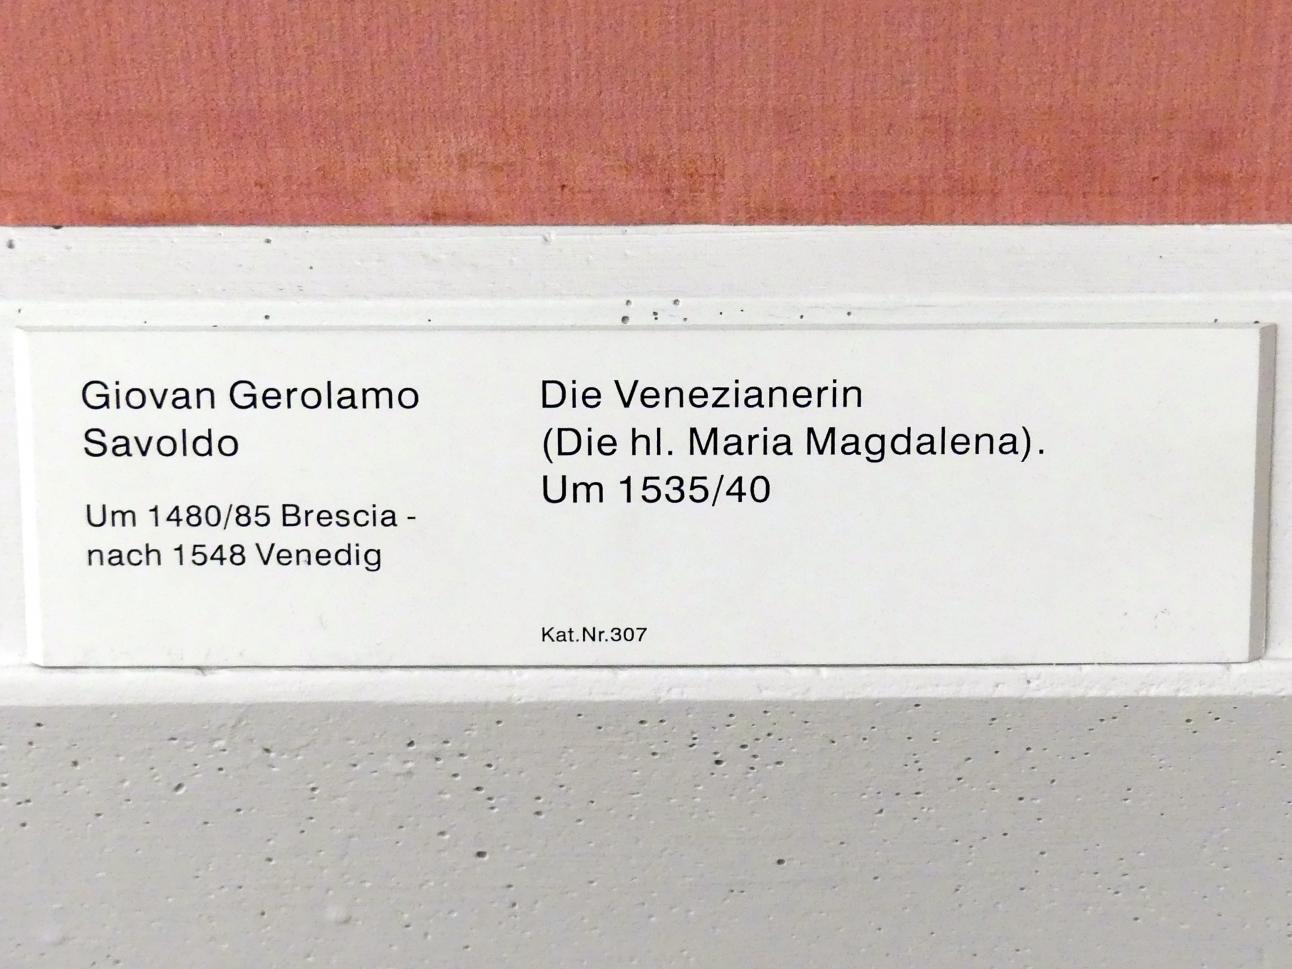 Giovan Gerolamo
Savoldo
Um 1480/85 Brescia -
nach 1548 Venedig
Die Venezianerin
(Die hl. Maria Magdalena).
Um 1535/40
Kat.Nr.307